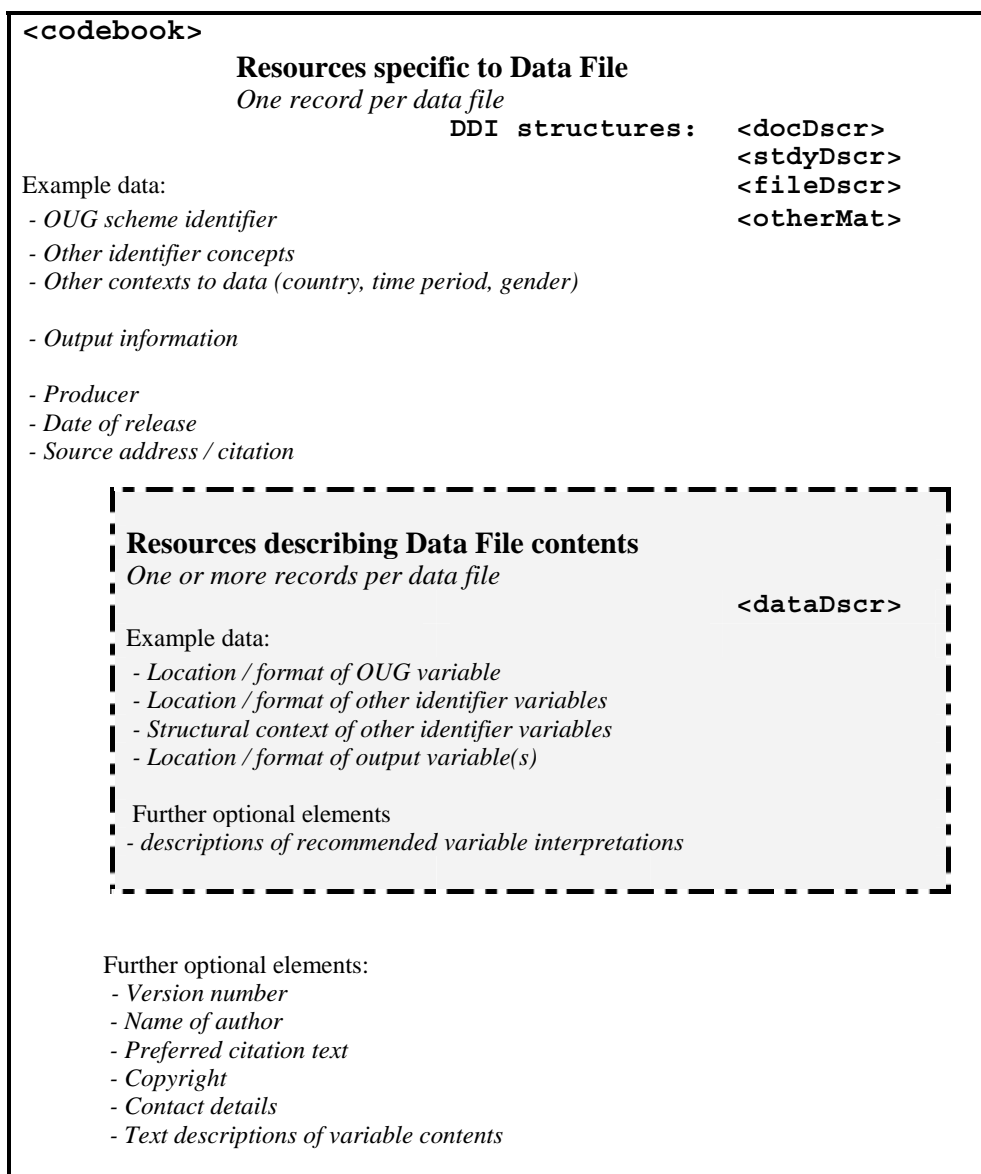 <codebook>
Resources specific to Data File
One record per data file
DDI structures: <docDscr>
<stdyDscr>
Example data: <fileDscr>
- OUG scheme identifier <otherMat>
- Other identifier concepts
- Other contexts to data (country, time period, gender)
- Output information
- Producer
- Date of release
- Source address / citation
Resources describing Data File contents
One or more records per data file
<dataDscr>
Example data:
- Location / format of OUG variable
- Location / format of other identifier variables
- Structural context of other identifier variables
- Location / format of output variable(s)
Further optional elements
- descriptions of recommended variable interpretations
Further optional elements:
- Version number
- Name of author
- Preferred citation text
- Copyright
- Contact details
- Text descriptions of variable contents